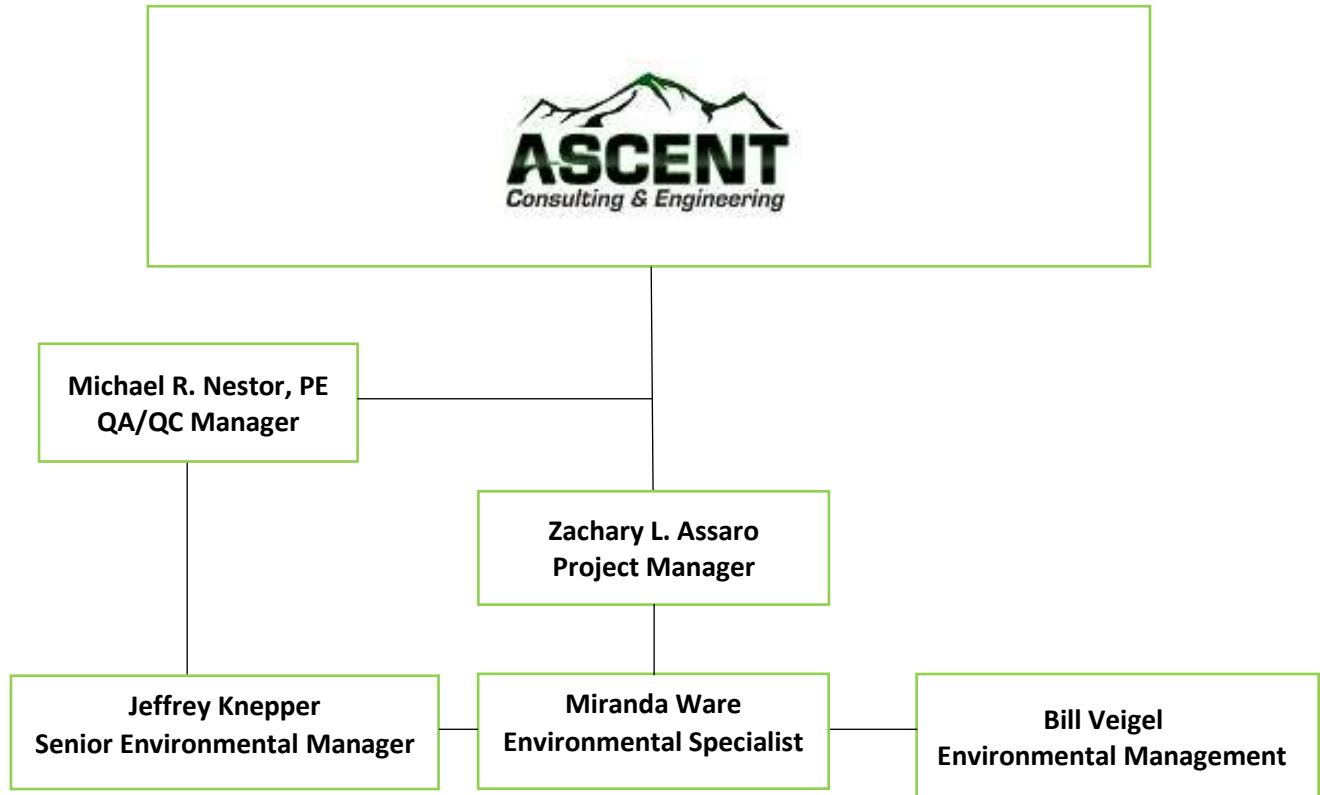 ASCENT
Consulting & Engineering
Michael R. Nestor, PE
QA/QC Manager
Zachary L. Assaro
Project Manager
Jeffrey Knepper
Senior Environmental Manager
Miranda Ware
Environmental Specialist
Bill Veigel
Environmental Management